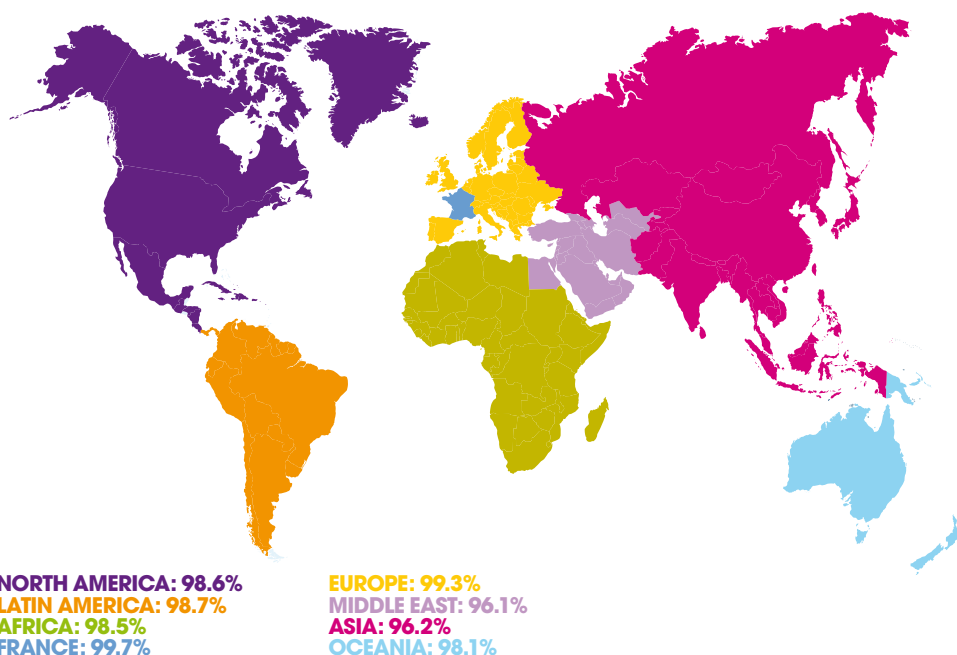 NORTH AMERICA: 98.6%
LATIN AMERICA: 98.7%
AFRICA: 98.5%
FRANCE: 99.7%
EUROPE: 99.3%
MIDDLE EAST: 96.1%
ASIA: 96.2%
OCEANIA: 98.1%